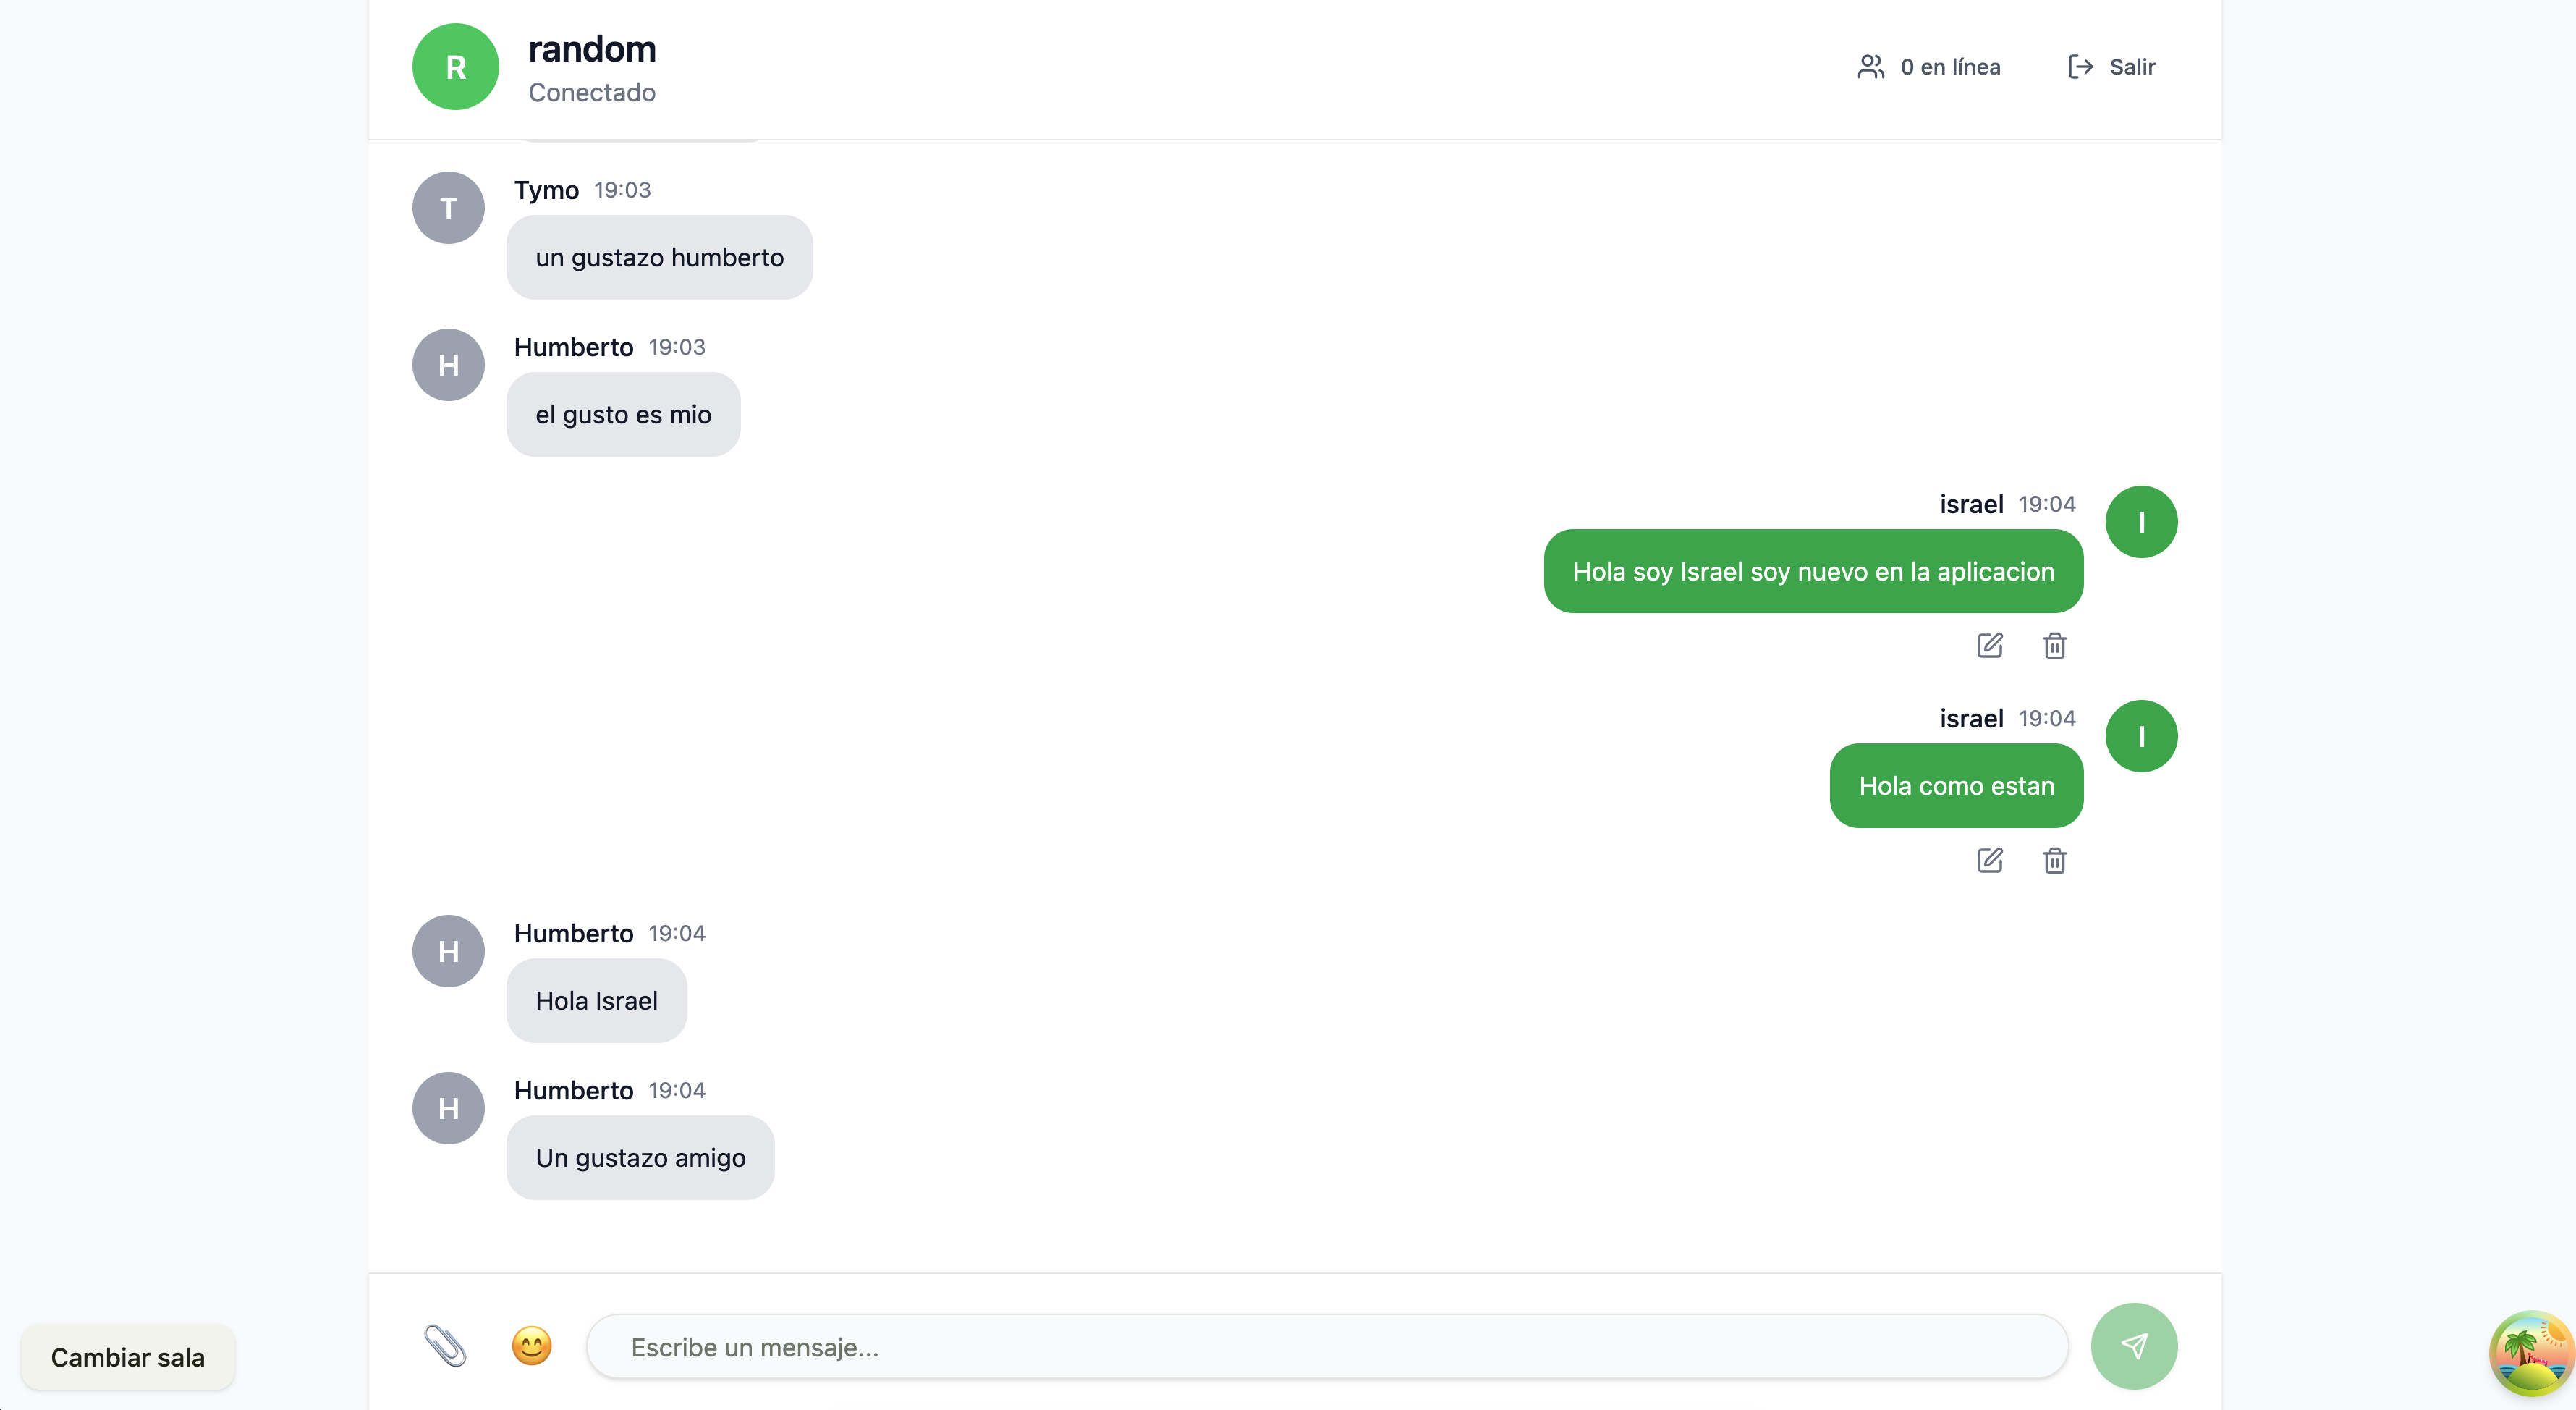 R
random
Conectado
0 en línea
Salir
T
Tymo 19:03
un gustazo humberto
H
Humberto 19:03
el gusto es mio
israel 19:04
I
Hola soy Israel soy nuevo en la aplicacion
israel 19:04
I
Hola como estan
H
Humberto 19:04
Hola Israel
H
Humberto 19:04
Un gustazo amigo
Escribe un mensaje...
Cambiar sala